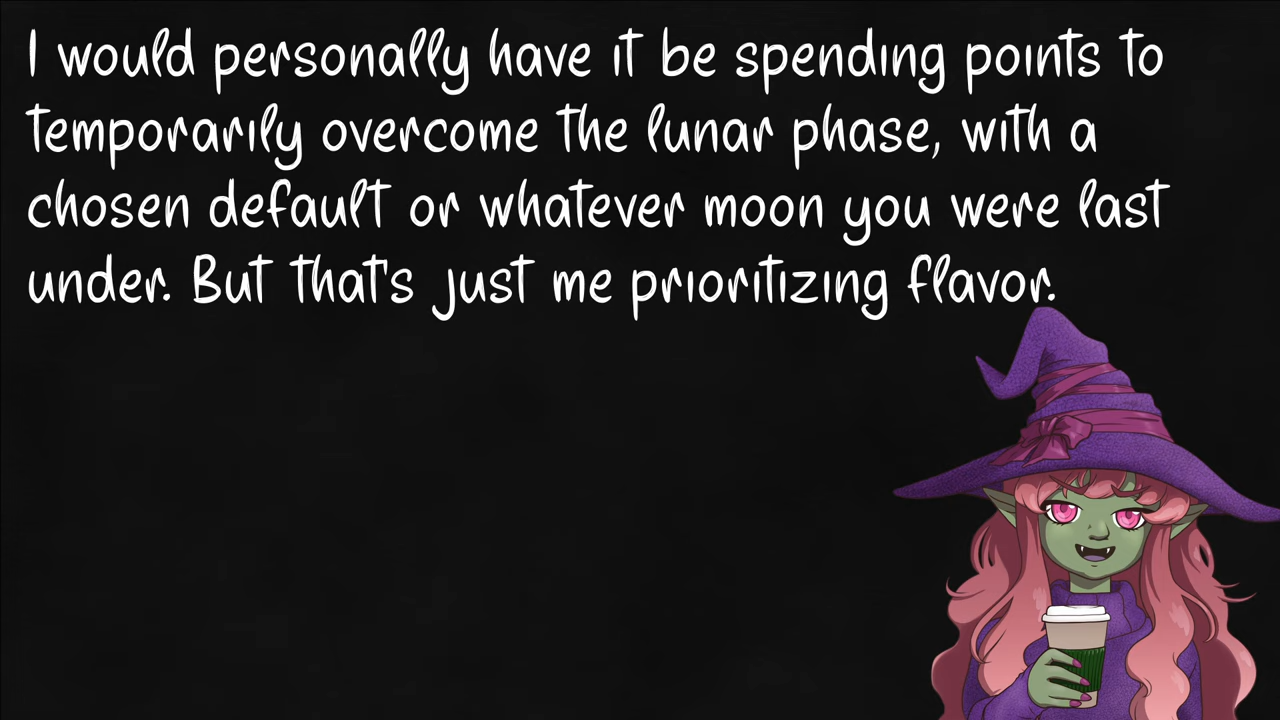 I would personally have it be spending points to
temporarily overcome the lunar phase, with a
chosen default or whatever moon you were last
under. But that's just me prioritizing flavor.